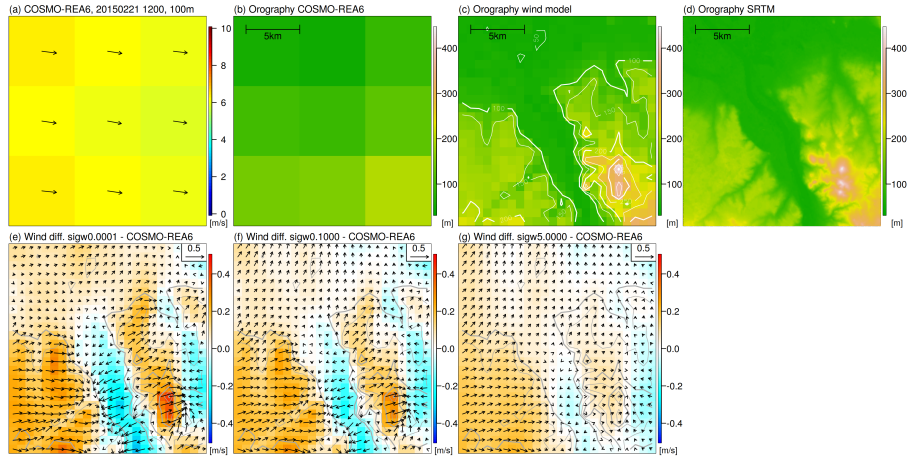 (a) COSMO-REA6, 20150221 1200, 100m
(b) Orography COSMO-REA6
(c) Orography wind model
(d) Orography SRTM
5km
5km
5km
10
8
6
4
2
0
[m/s]
400
300
200
100
[m]
400
300
200
100
[m]
400
300
200
100
[m]
50
100
100
150
(e) Wind diff. sigw0.0001 - COSMO-REA6
(f) Wind diff. sigw0.1000 - COSMO-REA6
(g) Wind diff. sigw5.0000 - COSMO-REA6
0.5
0.5
0.5
0.4
0.2
0.0
-0.2
-0.4
[m/s]
0.4
0.2
0.0
-0.2
-0.4
[m/s]
0.4
0.2
0.0
-0.2
-0.4
[m/s]